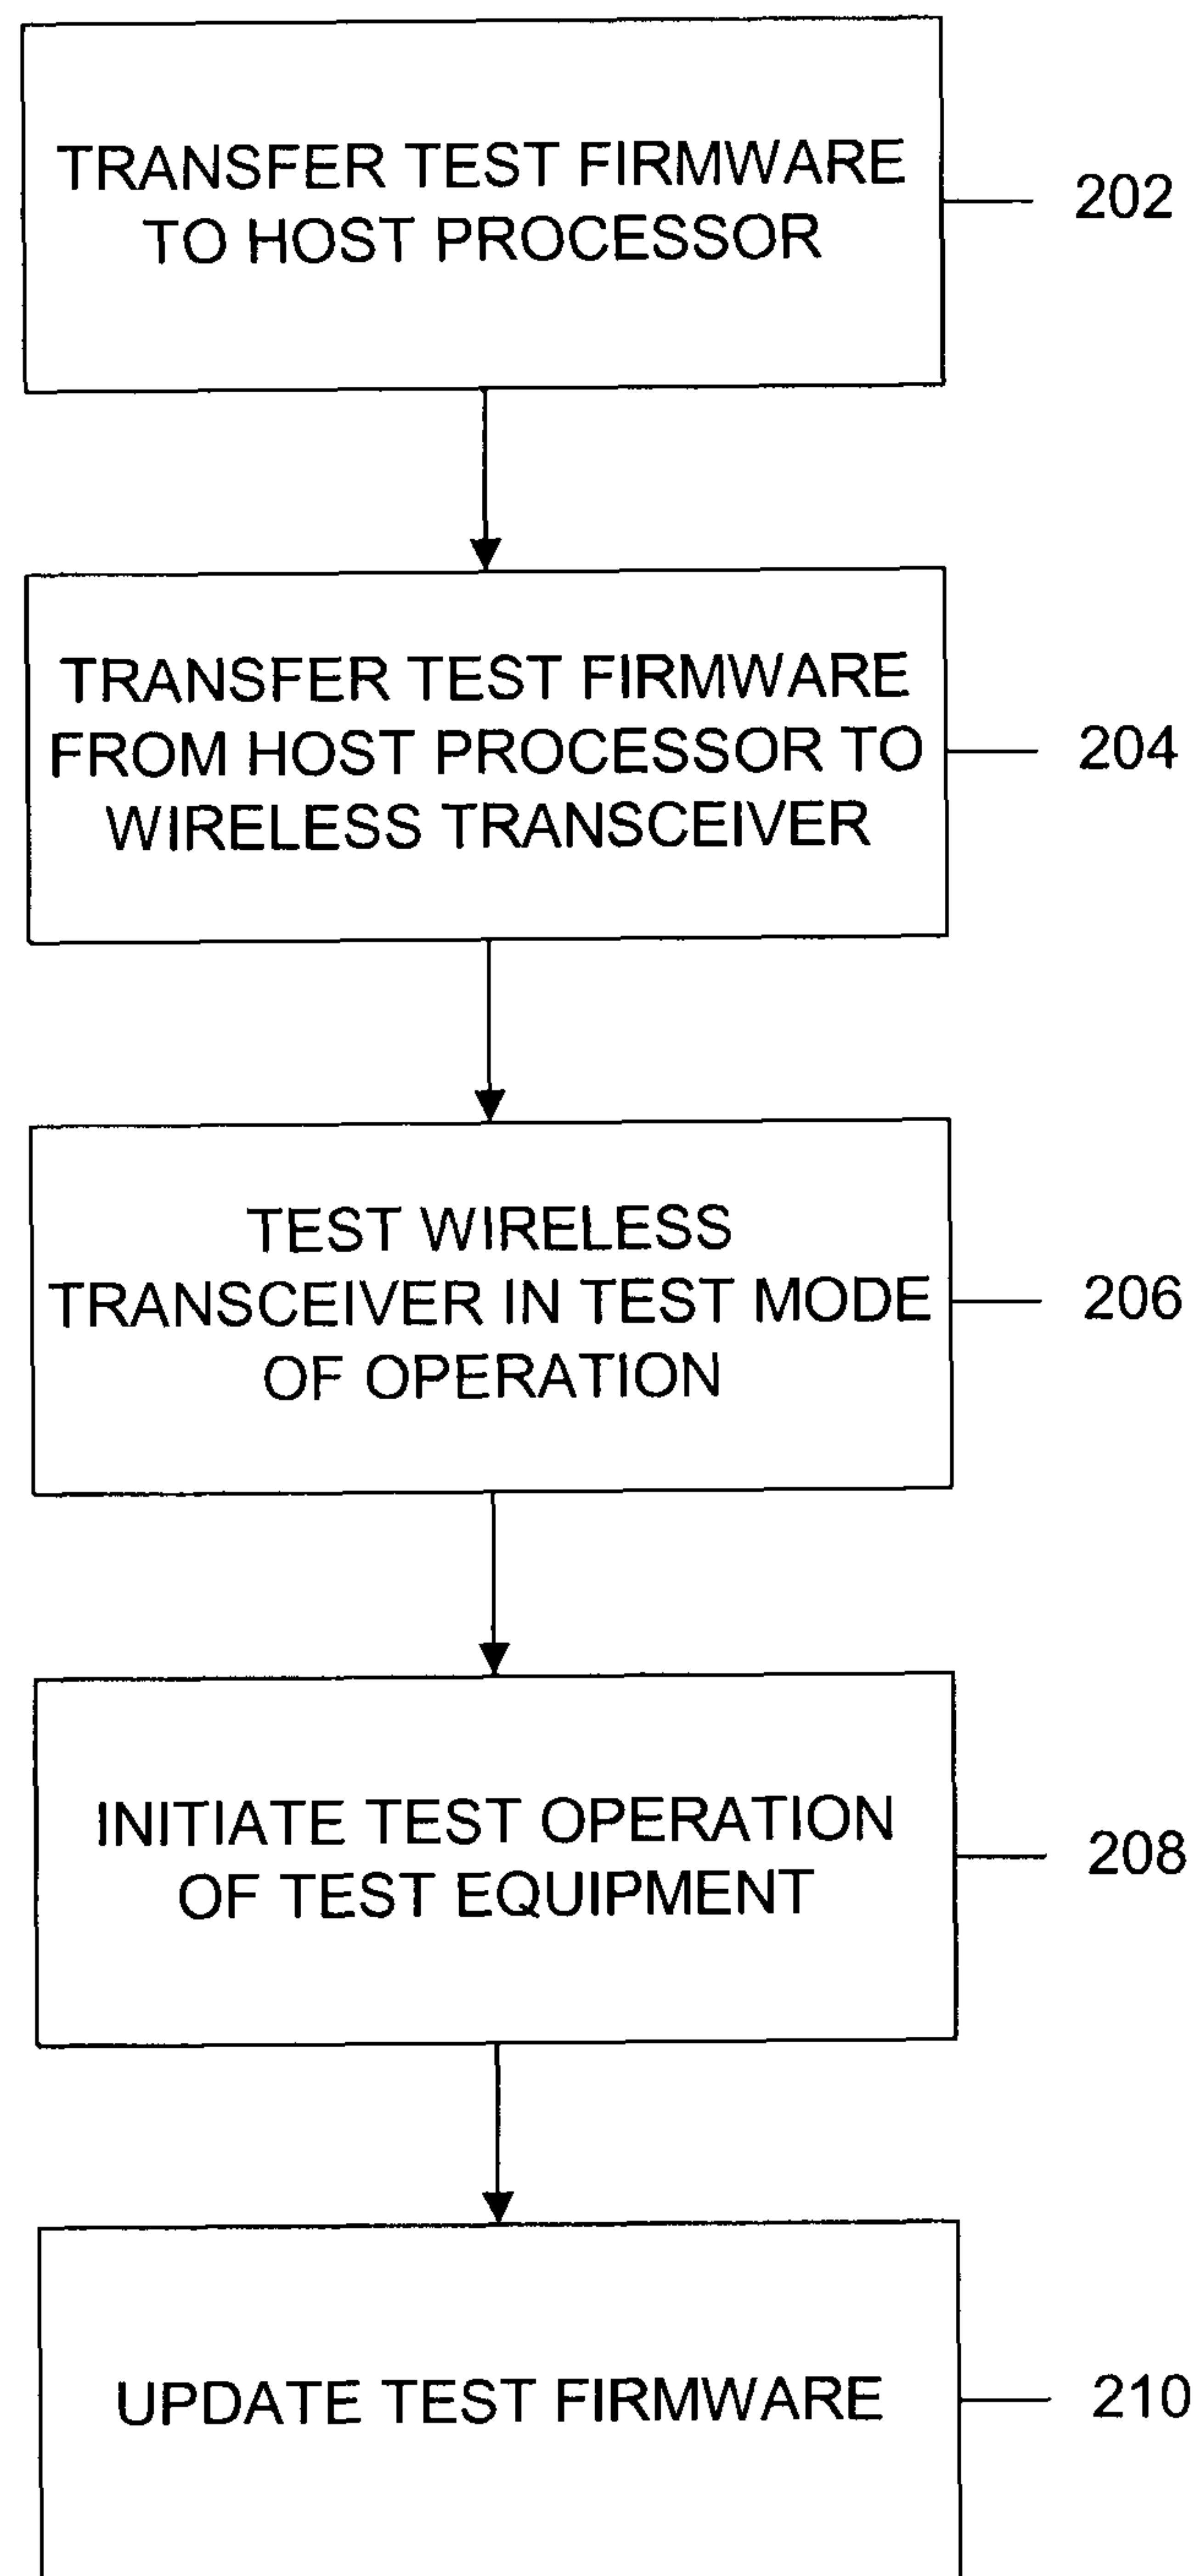 TRANSFER TEST FIRMWARE
TO HOST PROCESSOR
202
TRANSFER TEST FIRMWARE
FROM HOST PROCESSOR TO
WIRELESS TRANSCEIVER
204
TEST WIRELESS
TRANSCEIVER IN TEST MODE
OF OPERATION
206
INITIATE TEST OPERATION
OF TEST EQUIPMENT
208
UPDATE TEST FIRMWARE
210